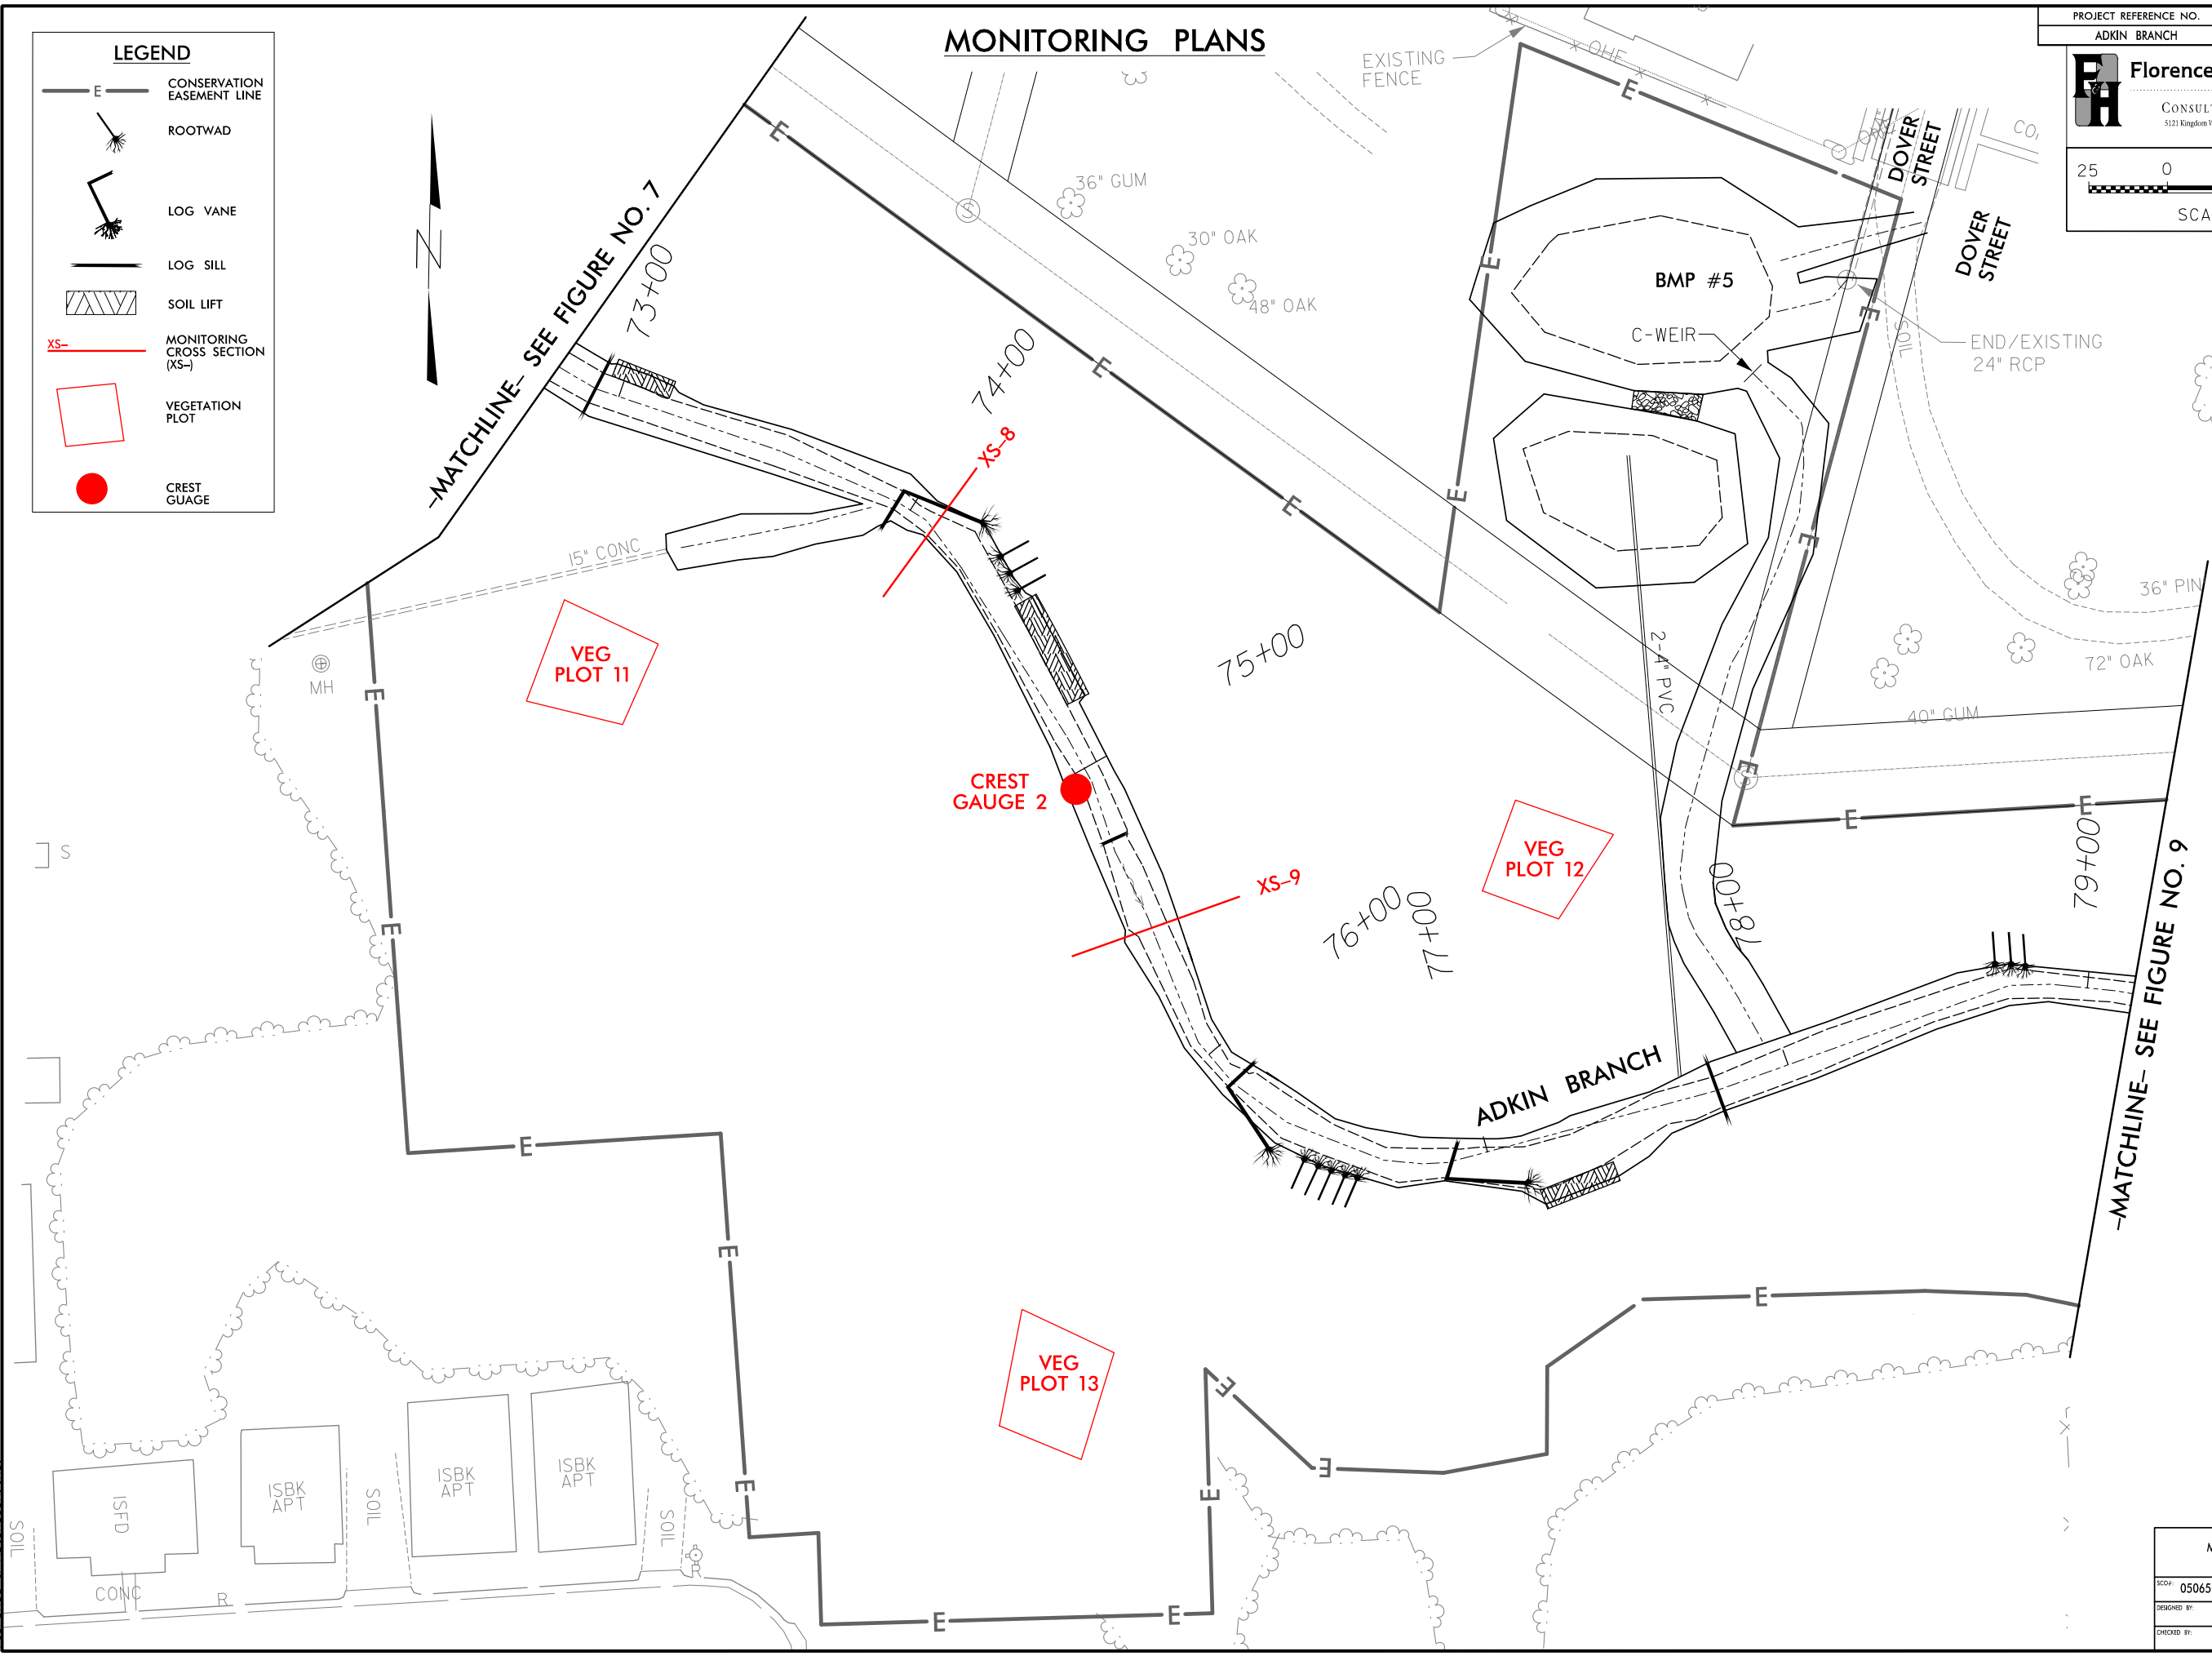 MONITORING PLANS
PROJECT REFERENCE NO.
ADKIN BRANCH
Florence
CONSUL
5121 Kingdom W
25 0
SCA
LEGEND
E
CONSERVATION
EASEMENT LINE
ROOTWAD
LOG VANE
LOG SILL
SOIL LIFT
XS–
MONITORING
CROSS SECTION
(XS–)
VEGETATION
PLOT
CREST
GUAGE
N
–MATCHLINE– SEE FIGURE NO. 7
EXISTING
FENCE
OHF
E
E
E
E
E
E
E
E
E
E
DOVER
STREET
DOVER
STREET
36" GUM
S
30" OAK
48" OAK
BMP #5
C-WEIR
SOIL
END/EXISTING
24" RCP
73+00
74+00
XS–8
15" CONC
MH
VEG
PLOT 11
75+00
2-4" PVC
36" PIN
72" OAK
40" GUM
CREST
GAUGE 2
S
VEG
PLOT 12
XS–9
76+00
77+00
78+00
79+00
E
E
E
E
ADKIN BRANCH
–MATCHLINE– SEE FIGURE NO. 9
E
E
E
E
E
E
E
E
E
VEG
PLOT 13
ISFD
ISBK
APT
ISBK
APT
ISBK
APT
SOIL
SOIL
SOIL
CONC
R
R
SCO#: 05065
DESIGNED BY:
CHECKED BY: